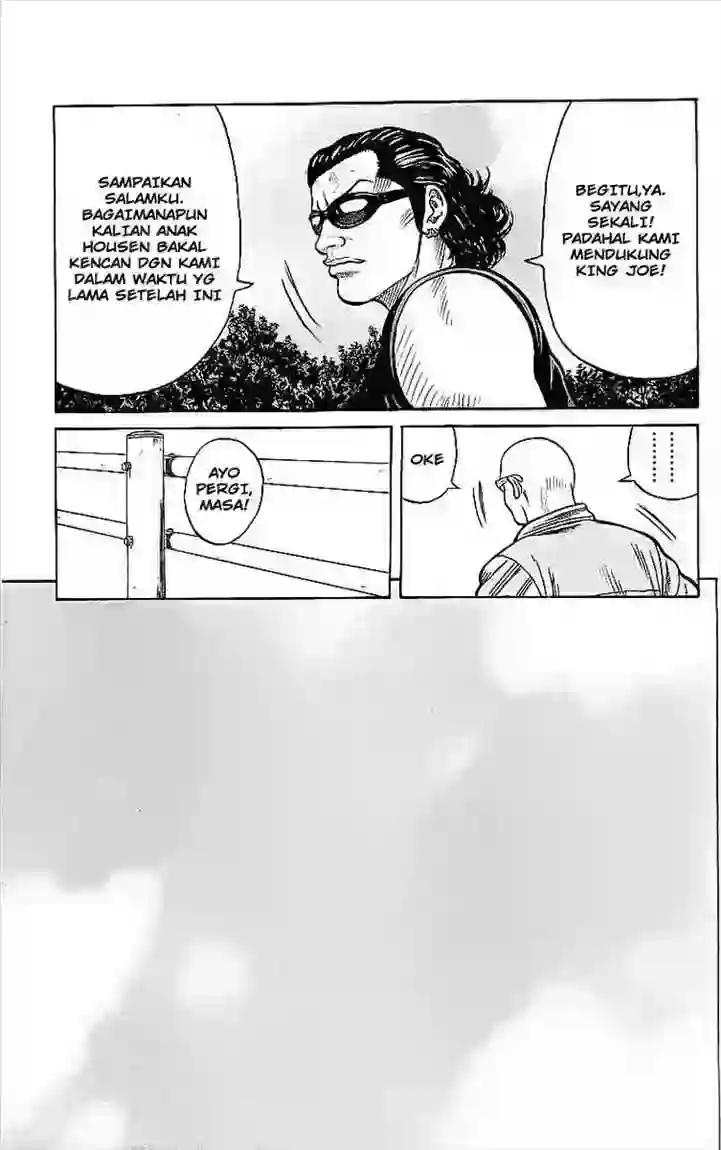 BEGITU,YA.
SAYANG
SEKALI!
PADAHAL KAMI
MENDUKUNG
KING JOE!
SAMPAIKAN
SALAMKU.
BAGAIMANAPUN
KALIAN ANAK
HOUSEN BAKAL
KENCAN DGN KAMI
DALAM WAKTU YG
LAMA SETELAH INI
OKE
AYO
PERGI,
MASA!